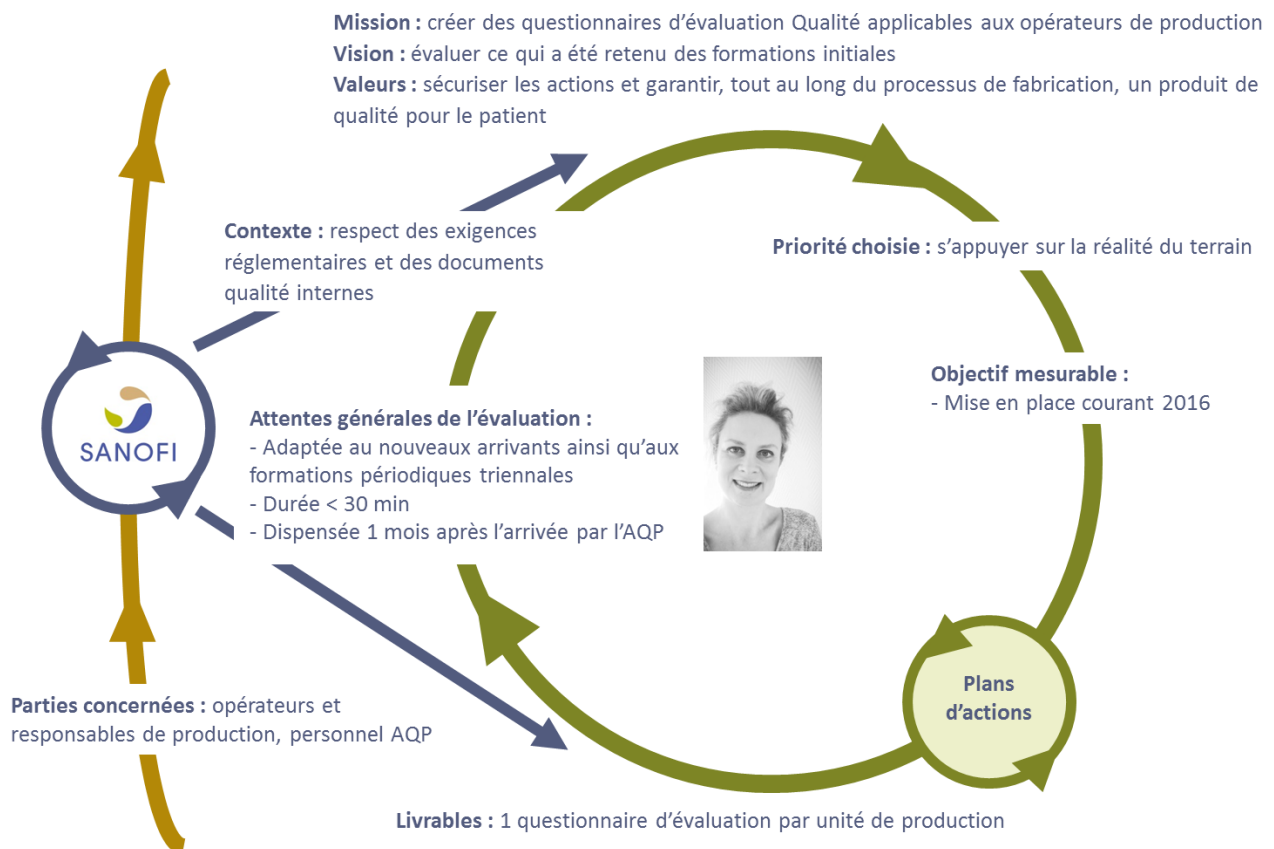 Mission : créer des questionnaires d’évaluation Qualité applicables aux opérateurs de production
Vision : évaluer ce qui a été retenu des formations initiales
Valeurs : sécuriser les actions et garantir, tout au long du processus de fabrication, un produit de
qualité pour le patient
Contexte : respect des exigences
réglementaires et des documents
qualité internes
Priorité choisie : s’appuyer sur la réalité du terrain
SANOFI
Attentes générales de l’évaluation :
- Adaptée au nouveaux arrivants ainsi qu’aux
formations périodiques triennales
- Durée < 30 min
- Dispensée 1 mois après l’arrivée par l’AQP
Objectif mesurable :
- Mise en place courant 2016
Parties concernées : opérateurs et
responsables de production, personnel AQP
Plans
d’actions
Livrables : 1 questionnaire d’évaluation par unité de production